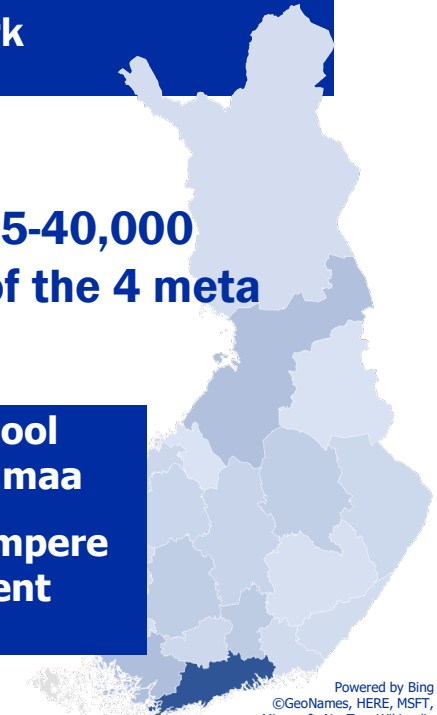 k
5-40,000
of the 4 meta
ool
maa
mpere
ent
Powered by Bing
©GeoNames, HERE, MSFT,